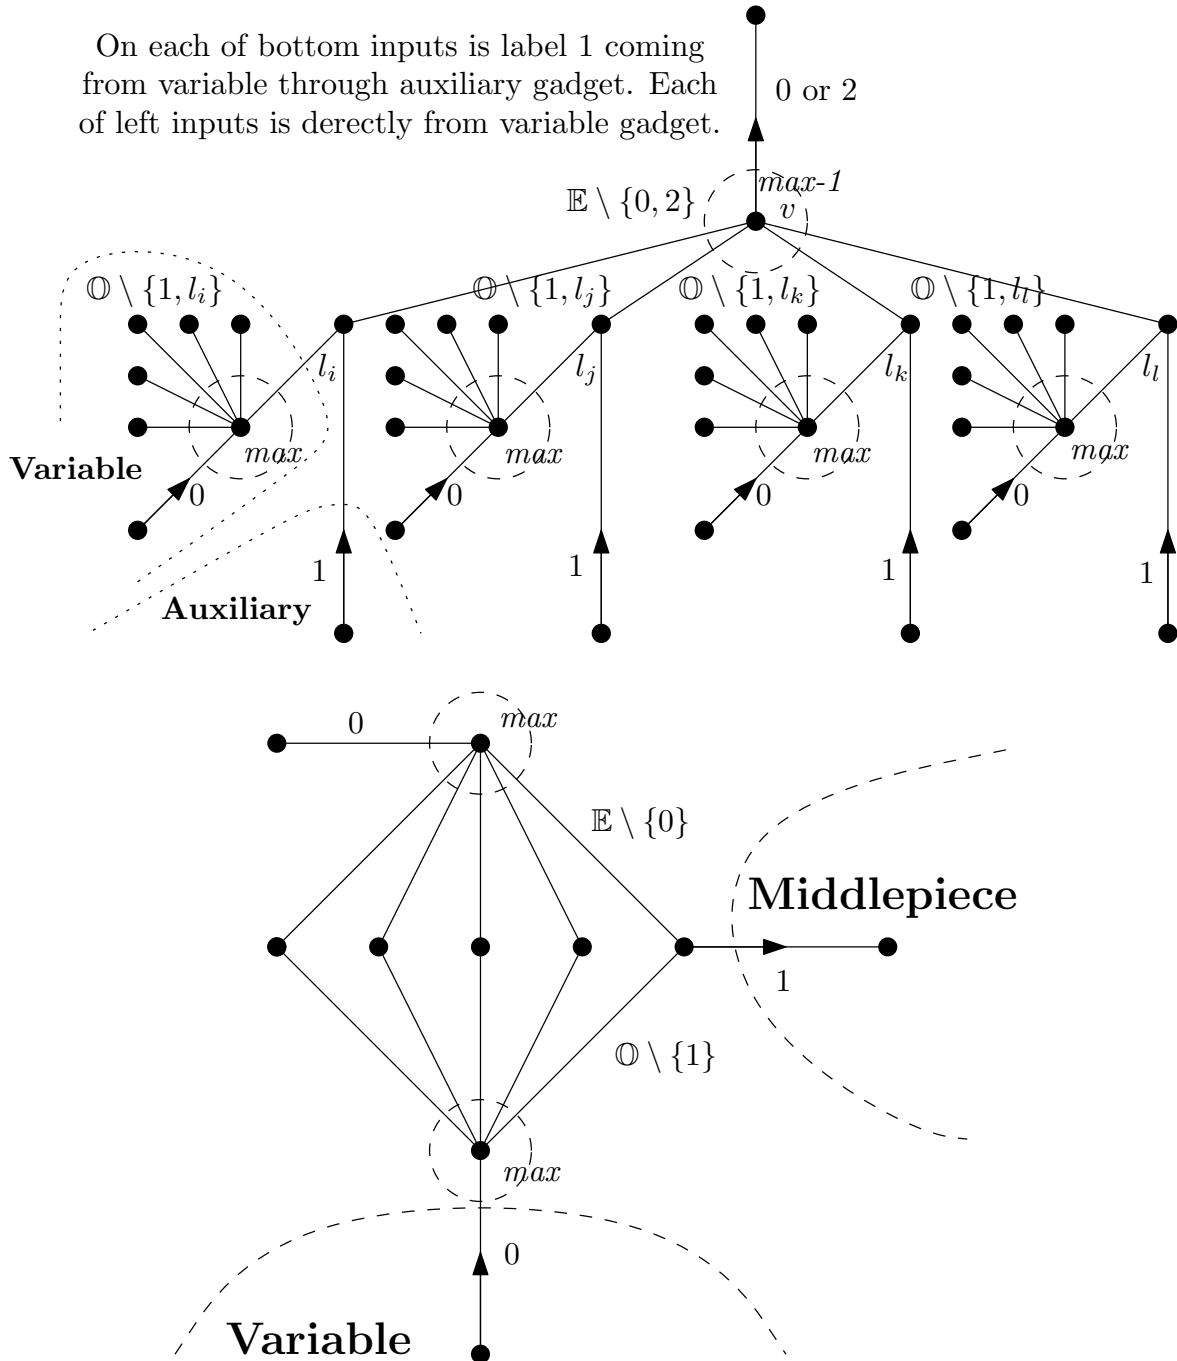 On each of bottom inputs is label 1 coming
from variable through auxiliary gadget. Each
of left inputs is derectly from variable gadget.
0 or 2
max-1
𝔼 \ {0, 2}
v
𝕆 \ {1, l_i} 𝕆 \ {1, l_j} 𝕆 \ {1, l_k} 𝕆 \ {1, l_l}
l_i l_j l_k l_l
max max max max
Variable
0 0 0 0
1 1 1 1
Auxiliary
max
0
𝔼 \ {0}
Middlepiece
1
𝕆 \ {1}
max
0
Variable